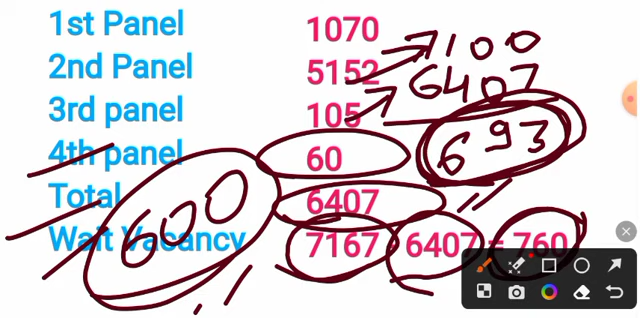 1st Panel 1070
2nd Panel 5152
3rd panel 105
4th panel 60
Total 6407
Wait Vacancy 7167 6407 = 760
7100
6407
693
600